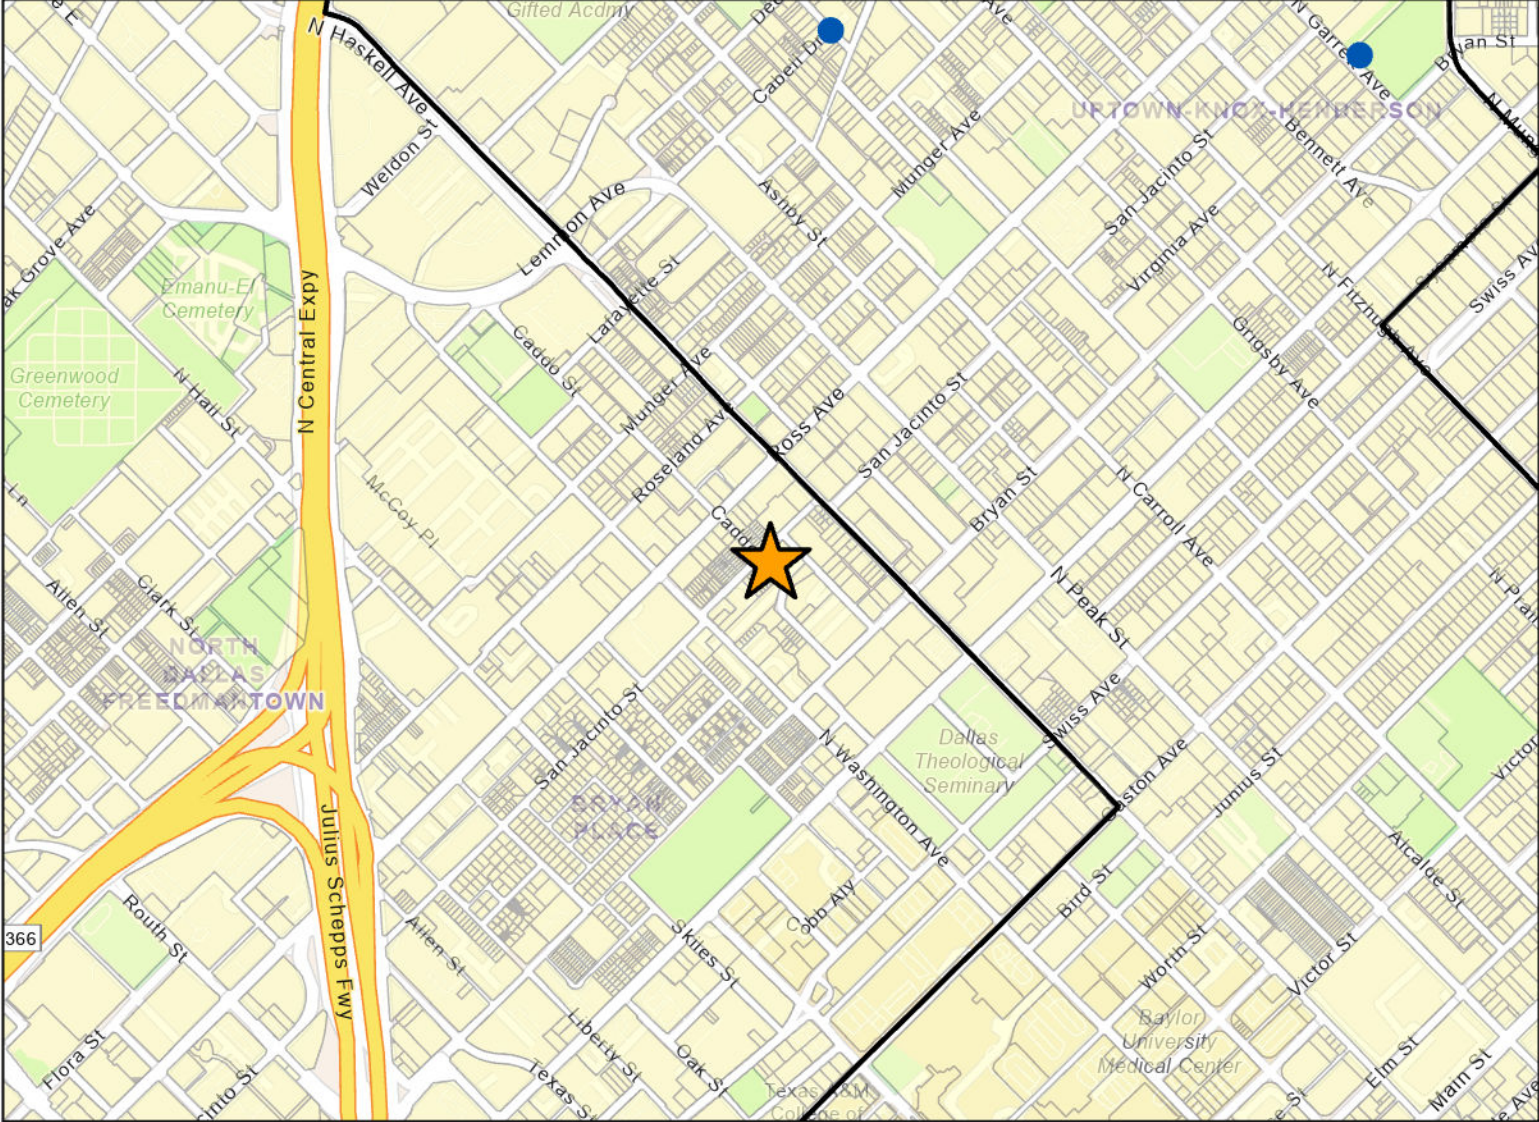 Gifted Acdmy
N Haskell Ave
Weldon St
Cabell Dr
N Garrett Ave
Bryan St
UPTOWN-KNOX-HENDERSON
Munger Ave
Bennett Ave
San Jacinto St
Virginia Ave
Ashby St
Lemmon Ave
Lafayette St
Emanu-El
Cemetery
N Central Expy
Greenwood
Cemetery
N Hall St
Caddo St
Munger Ave
Roseland Ave
Ross Ave
San Jacinto St
N Fitzhugh Ave
Grigsby Ave
Swiss Av
McCoy Pl
Ln
Bryan St
N Carroll Ave
N Peak St
Allen St
Clark St
NORTH
DALLAS
FREEDMANTOWN
San Jacinto St
BRYAN
PLACE
N Washington Ave
Dallas
Theological
Seminary
Swiss Ave
Gaston Ave
Junius St
Alcalde St
Julius Schepps Fwy
366
Routh St
Allen St
Skiles St
Cobb Aly
Bird St
Worth St
Victor St
Baylor
University
Medical Center
Flora St
Liberty St
Oak St
Texas St
Texas A&M
College of
Elm St
Main St